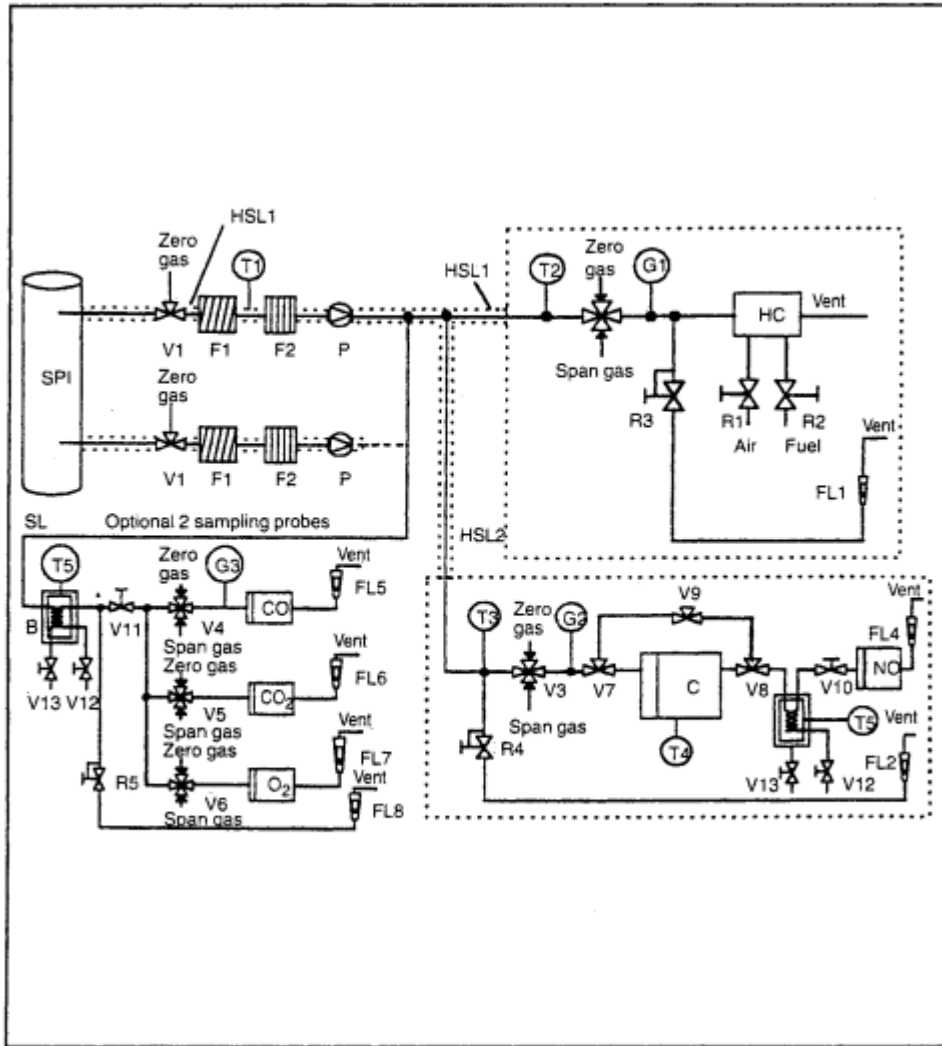 HSL1
Zero
gas
T1
HSL1
T2
Zero
gas
G1
HC
Vent
V1
F1
F2
P
Span gas
SPI
Zero
gas
R3
R1
R2
Air
Fuel
Vent
V1
F1
F2
P
FL1
SL
Optional 2 sampling probes
HSL2
T5
Zero
gas
G3
Vent
CO
FL5
B
V11
V4
Span gas
Zero gas
Vent
FL6
V13
V12
V5
CO2
Span gas
Zero gas
Vent
FL7
R5
V6
O2
Span gas
Vent
FL8
T3
Zero
gas
G2
V9
Vent
FL4
V3
V7
C
V8
V10
NO
Span gas
R4
T4
T5
Vent
FL2
V13
V12